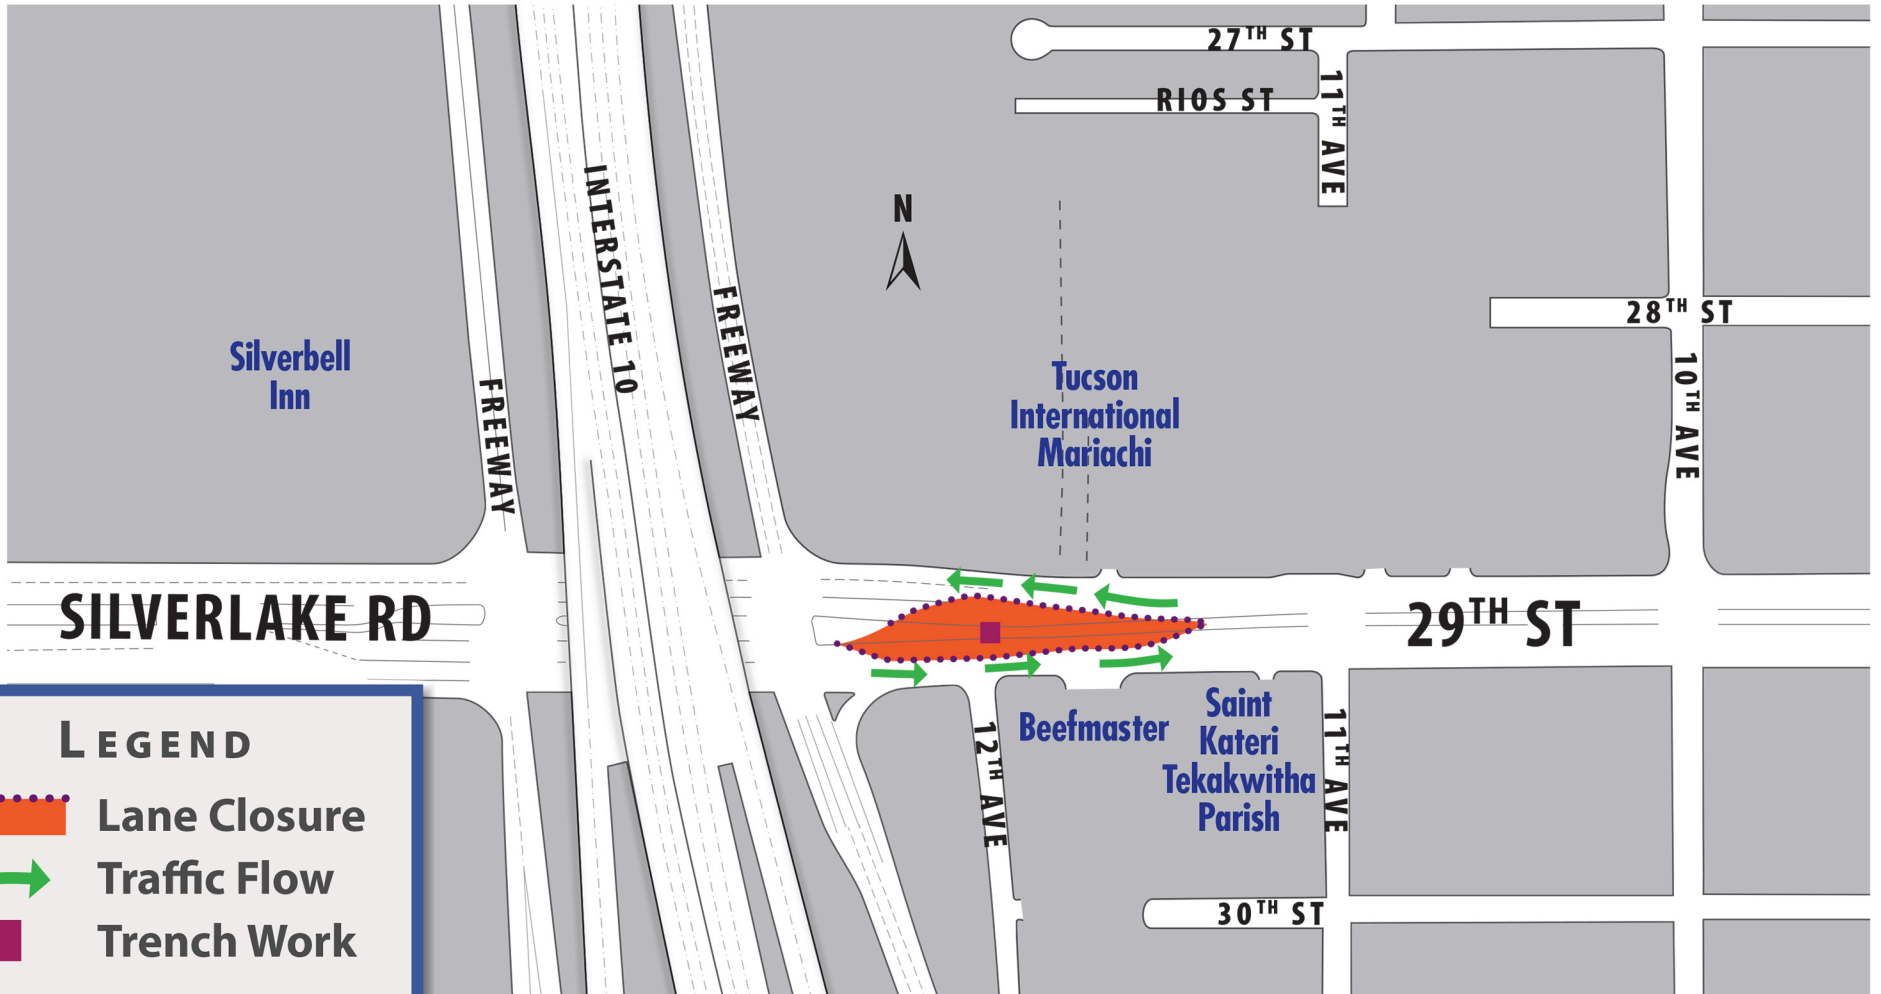 27TH ST
RIOS ST
11TH AVE
INTERSTATE 10
N
FREEWAY
28TH ST
Silverbell
Inn
FREEWAY
Tucson
International
Mariachi
10TH AVE
SILVERLAKE RD
29TH ST
12TH AVE
Beefmaster
Saint
Kateri
Tekakwitha
Parish
11TH AVE
30TH ST
LEGEND
Lane Closure
Traffic Flow
Trench Work